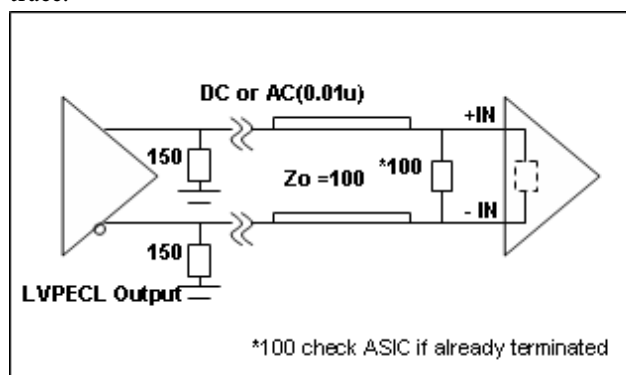 DC or AC(0.01u)
+IN
150
Zo =100
*100
- IN
150
LVPECL Output
*100 check ASIC if already terminated